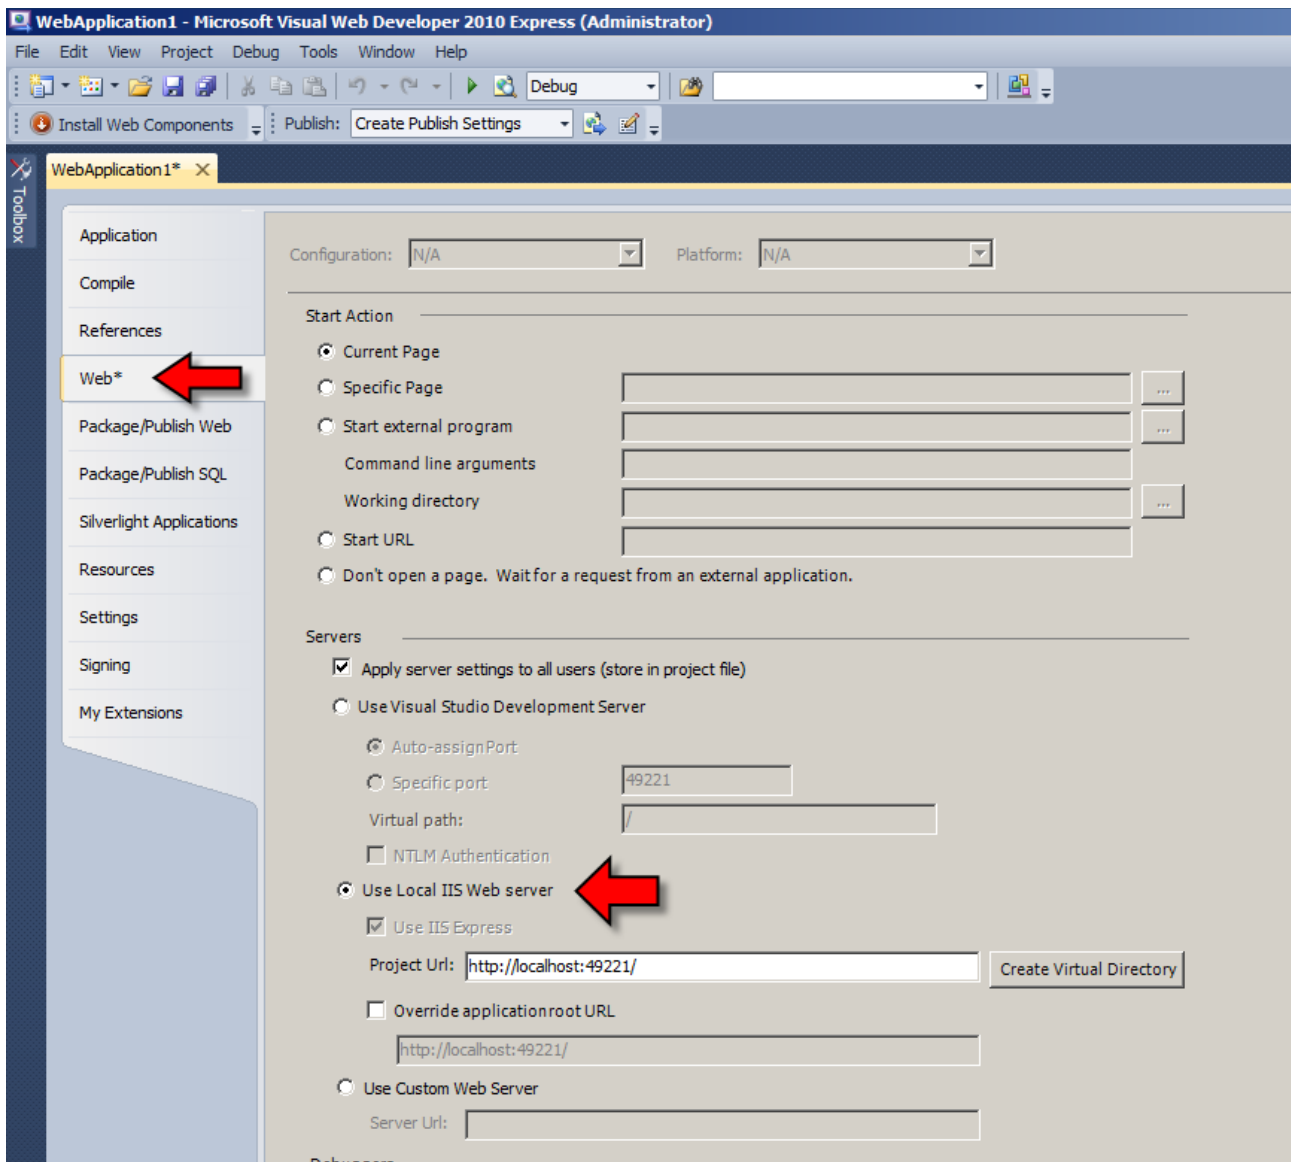 WebApplication1 - Microsoft Visual Web Developer 2010 Express (Administrator)
File Edit View Project Debug Tools Window Help
Debug
Install Web Components Publish: Create Publish Settings
Toolbox
WebApplication1*
Application
Compile
References
Web*
Package/Publish Web
Package/Publish SQL
Silverlight Applications
Resources
Settings
Signing
My Extensions
Configuration: N/A Platform: N/A
Start Action
Current Page
Specific Page ...
Start external program ...
Command line arguments
Working directory ...
Start URL
Don't open a page. Wait for a request from an external application.
Servers
Apply server settings to all users (store in project file)
Use Visual Studio Development Server
Auto-assign Port
Specific port 49221
Virtual path: /
NTLM Authentication
Use Local IIS Web server
Use IIS Express
Project Url: http://localhost:49221/ Create Virtual Directory
Override application root URL
http://localhost:49221/
Use Custom Web Server
Server Url: